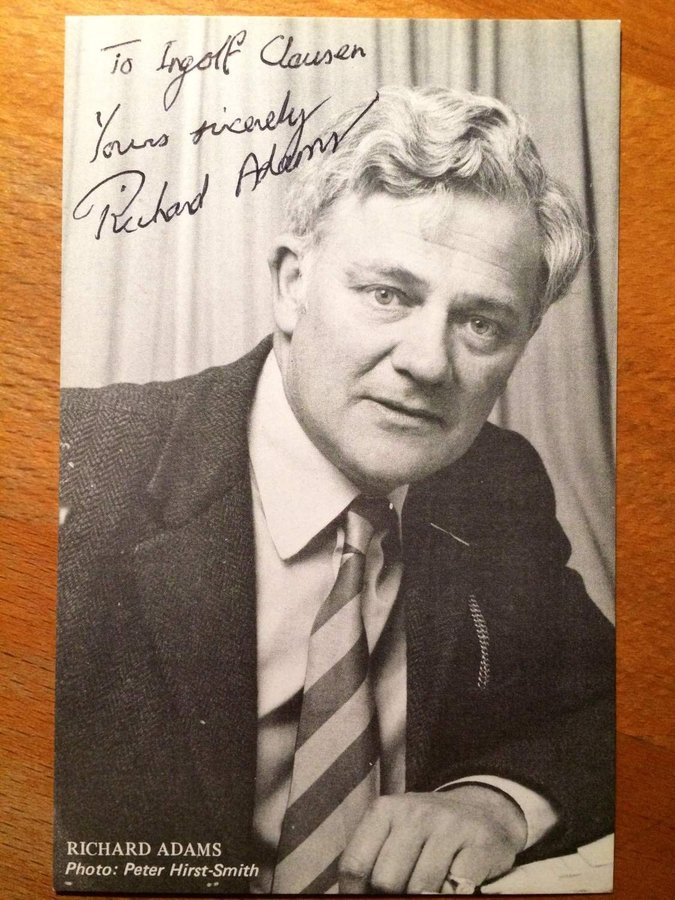 To Ingolf Clausen
Yours sincerely
Richard Adams
RICHARD ADAMS
Photo: Peter Hirst-Smith